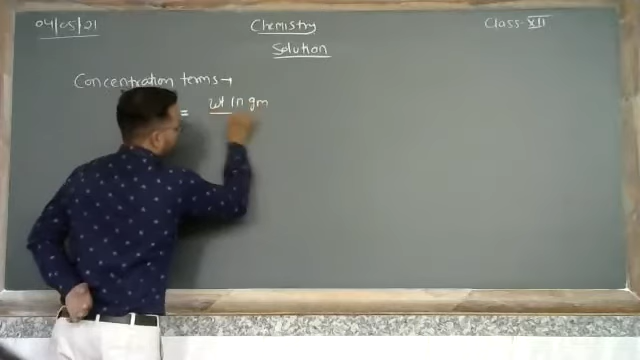 04/05/21
Chemistry
Class-XII
Solution
Concentration terms →
= wt in gm